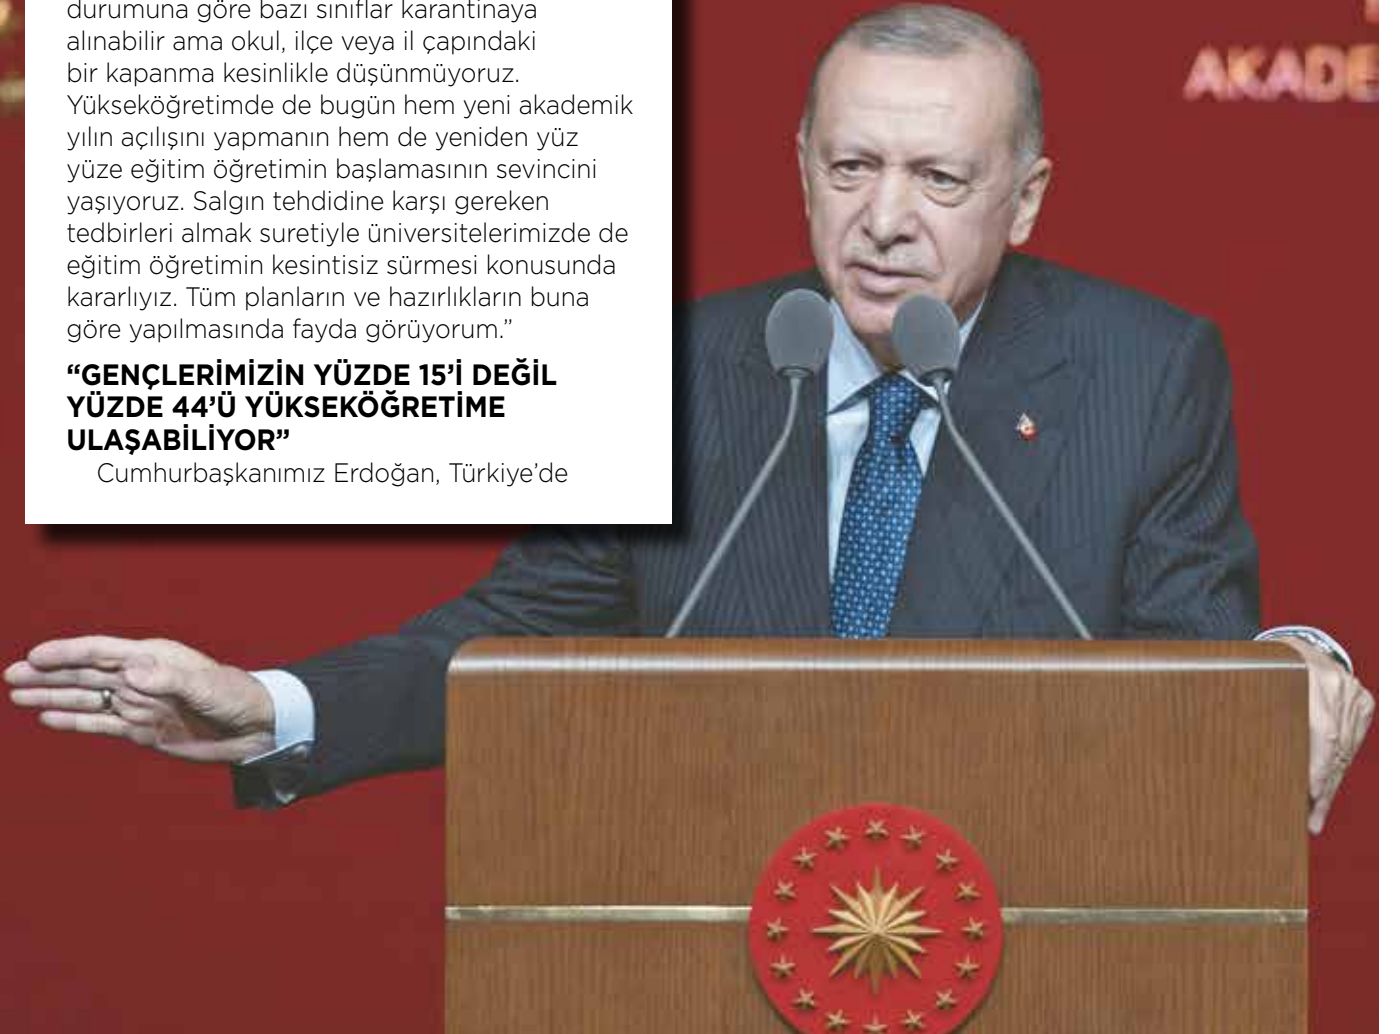 durumuna göre bazı sınıflar karantinaya
alınabilir ama okul, ilçe veya il çapındaki
bir kapanma kesinlikle düşünmüyoruz.
Yükseköğretimde de bugün hem yeni akademik
yılın açılışını yapmanın hem de yeniden yüz
yüze eğitim öğretimin başlamasının sevincini
yaşıyoruz. Salgın tehdidine karşı gereken
tedbirleri almak suretiyle üniversitelerimizde de
eğitim öğretimin kesintisiz sürmesi konusunda
kararlıyız. Tüm planların ve hazırlıkların buna
göre yapılmasında fayda görüyorum.”
“GENÇLERİMİZİN YÜZDE 15’İ DEĞİL
YÜZDE 44’Ü YÜKSEKÖĞRETİME
ULAŞABİLİYOR”
Cumhurbaşkanımız Erdoğan, Türkiye’de
AKADE